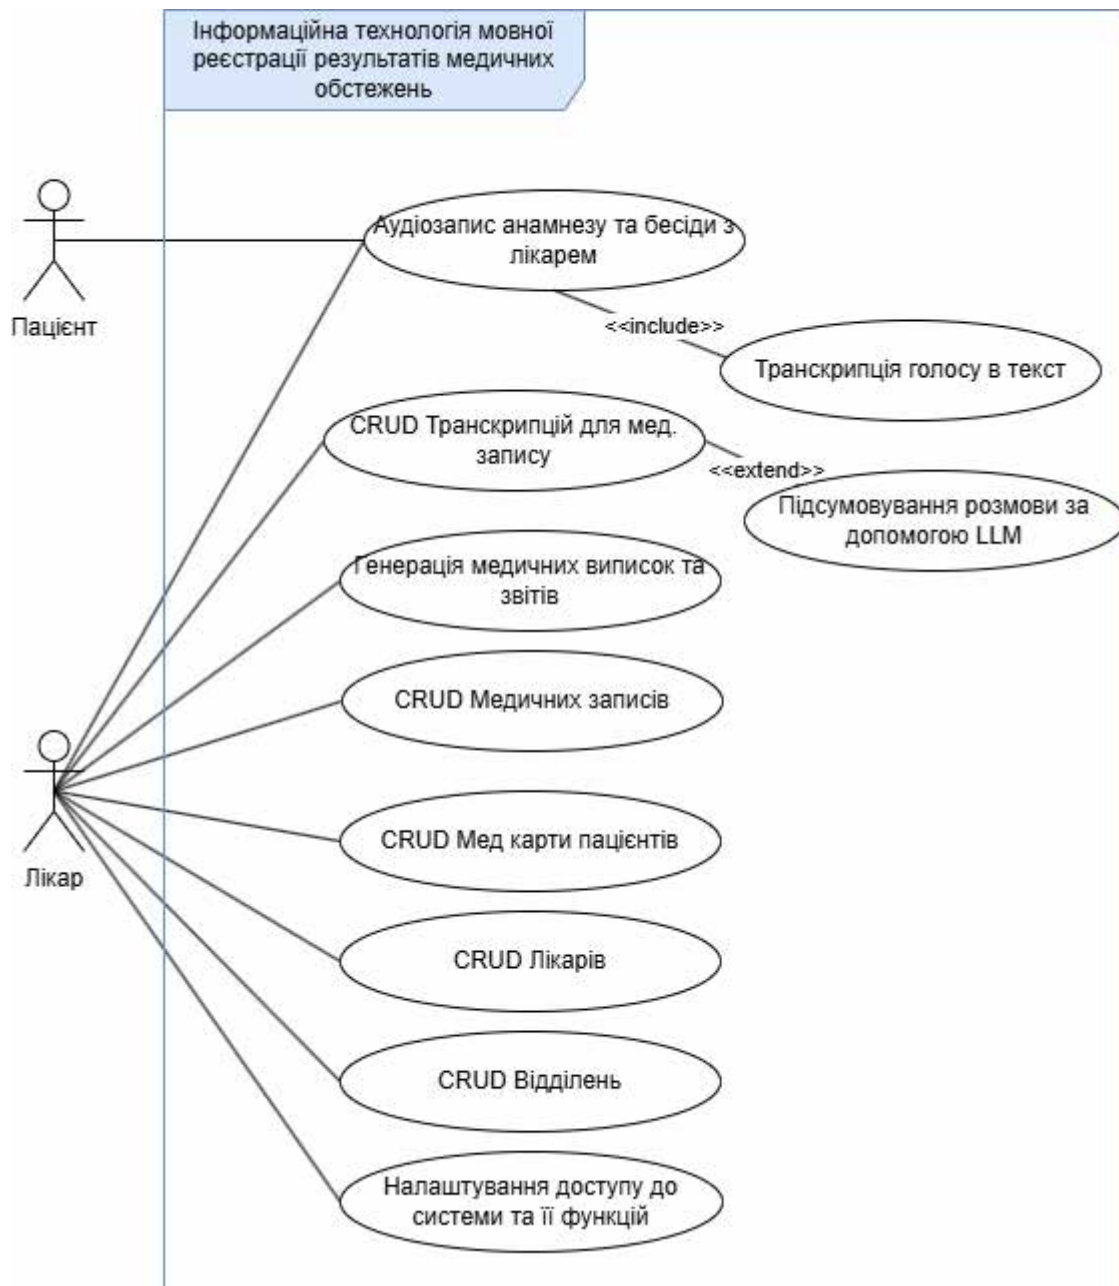 Інформаційна технологія мовної
реєстрації результатів медичних
обстежень
Аудіозапис анамнезу та бесіди з
лікарем
Пацієнт
<<include>>
Транскрипція голосу в текст
CRUD Транскрипцій для мед.
запису
<<extend>>
Підсумовування розмови за
допомогою LLM
Генерація медичних виписок та
звітів
CRUD Медичних записів
CRUD Мед карти пацієнтів
Лікар
CRUD Лікарів
CRUD Відділень
Налаштування доступу до
системи та її функцій